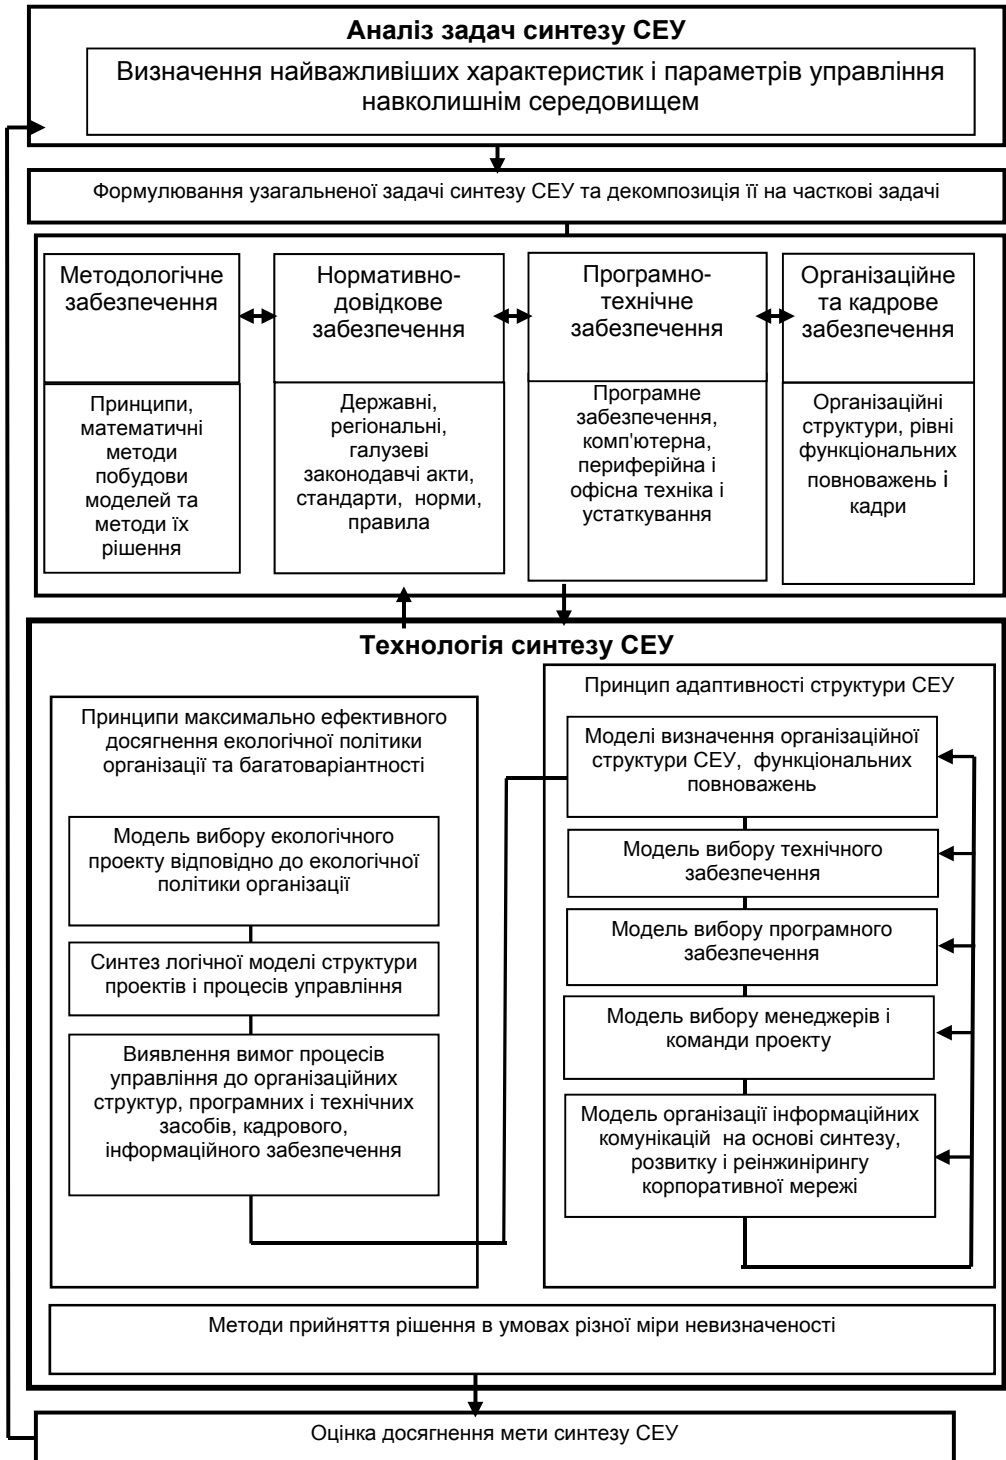 Аналіз задач синтезу СЕУ
Визначення найважливіших характеристик і параметрів управління
навколишнім середовищем
Формулювання узагальненої задачі синтезу СЕУ та декомпозиція її на часткові задачі
Методологічне
забезпечення
Принципи,
математичні
методи
побудови
моделей та
методи їх
рішення
Нормативно-
довідкове
забезпечення
Державні,
регіональні,
галузеві
законодавчі акти,
стандарти, норми,
правила
Програмно-
технічне
забезпечення
Програмне
забезпечення,
комп'ютерна,
периферійна і
офісна техніка і
устаткування
Організаційне
та кадрове
забезпечення
Організаційні
структури, рівні
функціональних
повноважень і
кадри
Технологія синтезу СЕУ
Принципи максимально ефективного
досягнення екологічної політики
організації та багатоваріантності
Модель вибору екологічного
проекту відповідно до екологічної
політики організації
Синтез логічної моделі структури
проектів і процесів управління
Виявлення вимог процесів
управління до організаційних
структур, програмних і технічних
засобів, кадрового,
інформаційного забезпечення
Принцип адаптивності структури СЕУ
Моделі визначення організаційної
структури СЕУ, функціональних
повноважень
Модель вибору технічного
забезпечення
Модель вибору програмного
забезпечення
Модель вибору менеджерів і
команди проекту
Модель організації інформаційних
комунікацій на основі синтезу,
розвитку і реінжинірингу
корпоративної мережі
Методи прийняття рішення в умовах різної міри невизначеності
Оцінка досягнення мети синтезу СЕУ